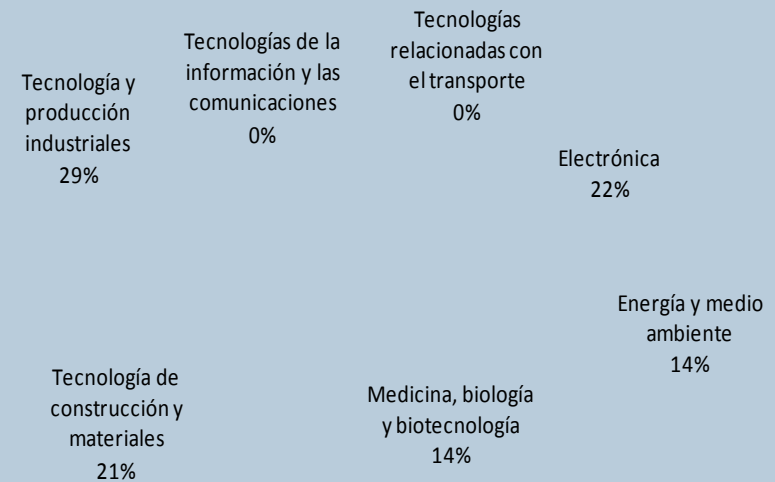 Tecnología y
producción
industriales
29%
Tecnologías de la
información y las
comunicaciones
0%
Tecnologías
relacionadas con
el transporte
0%
Electrónica
22%
Energía y medio
ambiente
14%
Medicina, biología
y biotecnología
14%
Tecnología de
construcción y
materiales
21%